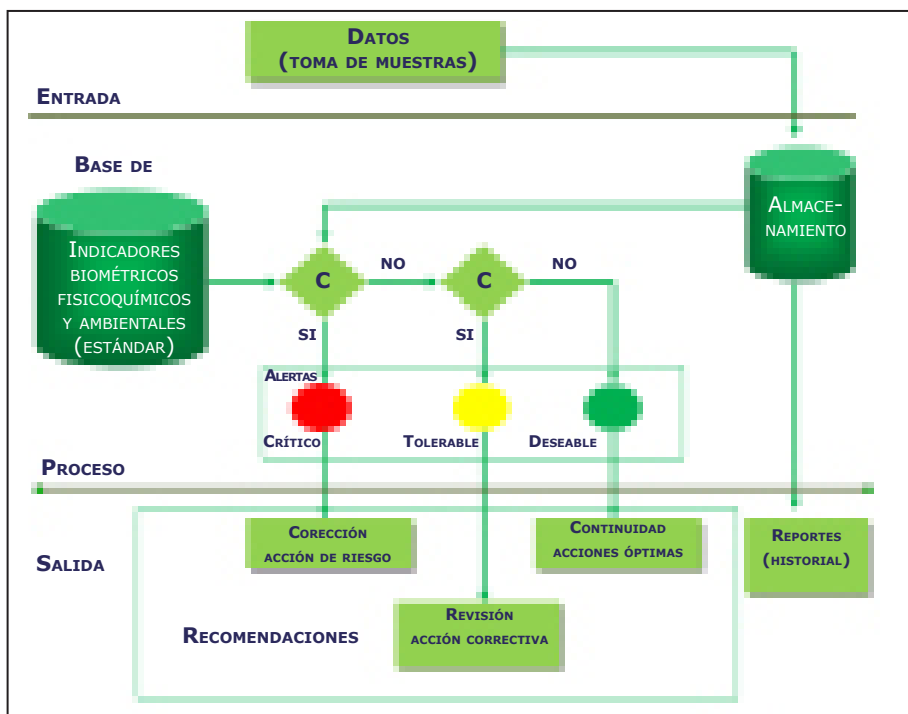 Datos
(toma de muestras)
Entrada
Base de
Almace-
namiento
Indicadores
biométricos
fisicoquímicos
y ambientales
(estándar)
C
NO
C
NO
SI
SI
Alertas
Crítico
Tolerable
Deseable
Proceso
Corección
acción de riesgo
Continuidad
acciones óptimas
Reportes
(historial)
Salida
Revisión
acción correctiva
Recomendaciones